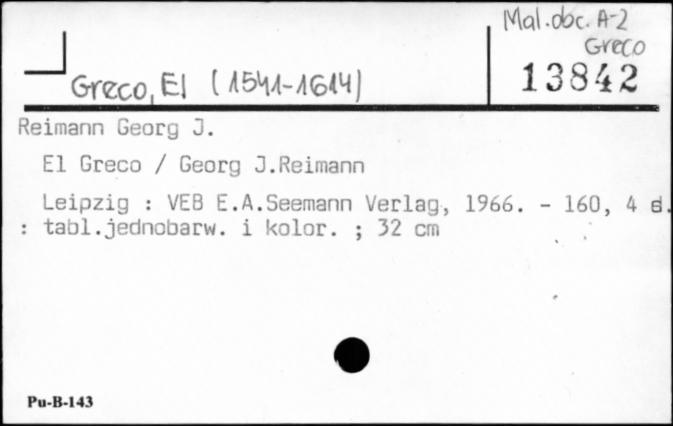 Mal.obc. A-2
Greco
Greco, El (1541-1614)
13842
Reimann Georg J.
El Greco / Georg J.Reimann
Leipzig : VEB E.A.Seemann Verlag, 1966. - 160, 4 s.
: tabl.jednobarw. i kolor. ; 32 cm
Pu-B-143